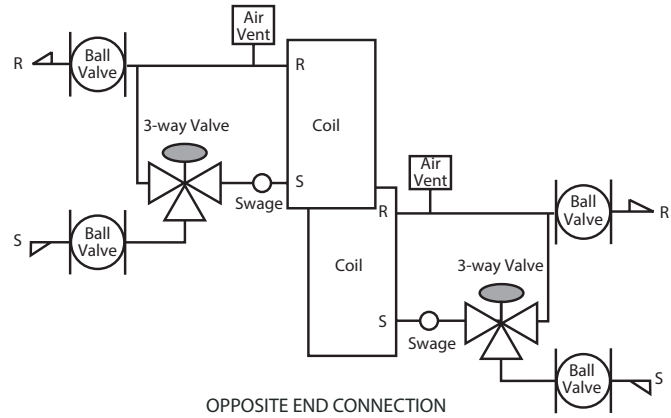 Air
Vent
R
Ball
Valve
R
3-way Valve
Coil
Air
Vent
S
Swage
R
Ball
Valve
R
S
Ball
Valve
Coil
3-way Valve
S
Swage
Ball
Valve
S
OPPOSITE END CONNECTION